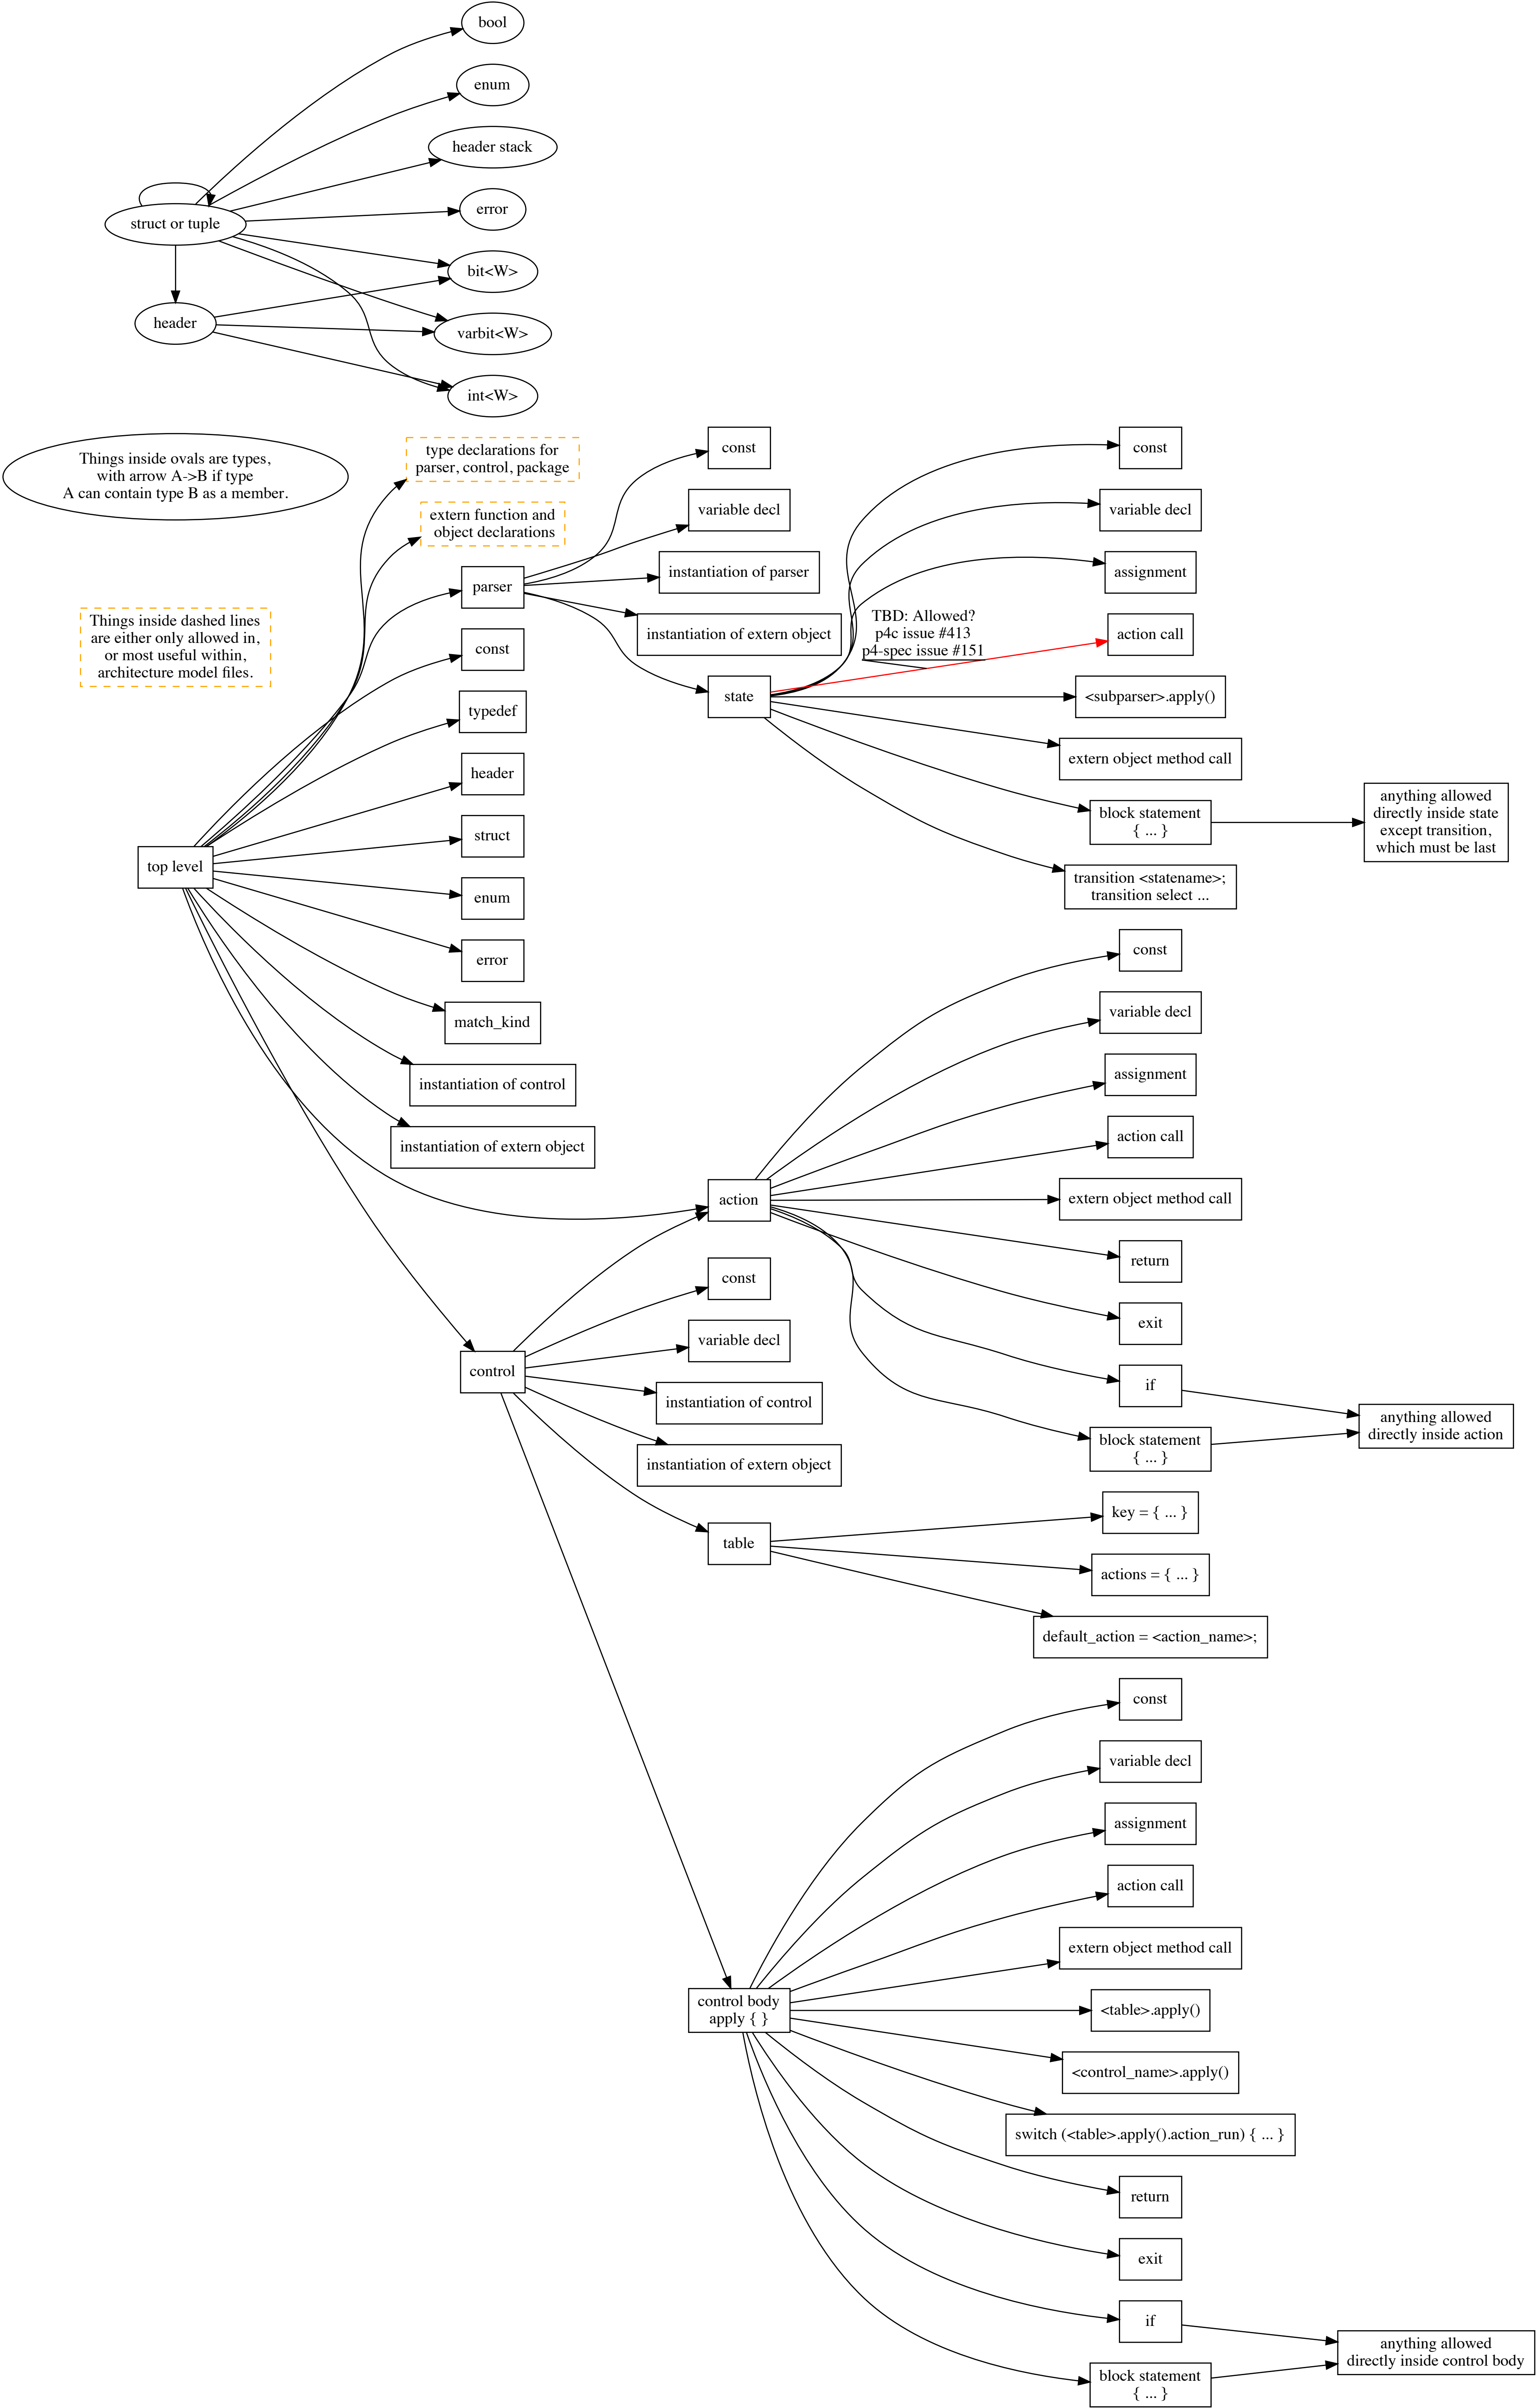 bool
enum
header stack
struct or tuple
error
bit<W>
header
varbit<W>
int<W>
Things inside ovals are types,
with arrow A->B if type
A can contain type B as a member.
type declarations for
parser, control, package
extern function and
object declarations
Things inside dashed lines
are either only allowed in,
or most useful within,
architecture model files.
top level
parser
const
typedef
header
struct
enum
error
match_kind
instantiation of control
instantiation of extern object
control
const
variable decl
instantiation of parser
instantiation of extern object
state
TBD: Allowed?
p4c issue #413
p4-spec issue #151
const
variable decl
assignment
action call
<subparser>.apply()
extern object method call
block statement
{ ... }
transition <statename>;
transition select ...
anything allowed
directly inside state
except transition,
which must be last
action
const
variable decl
instantiation of control
instantiation of extern object
table
const
variable decl
assignment
action call
extern object method call
return
exit
if
block statement
{ ... }
anything allowed
directly inside action
key = { ... }
actions = { ... }
default_action = <action_name>;
control body
apply { }
const
variable decl
assignment
action call
extern object method call
<table>.apply()
<control_name>.apply()
switch (<table>.apply().action_run) { ... }
return
exit
if
block statement
{ ... }
anything allowed
directly inside control body